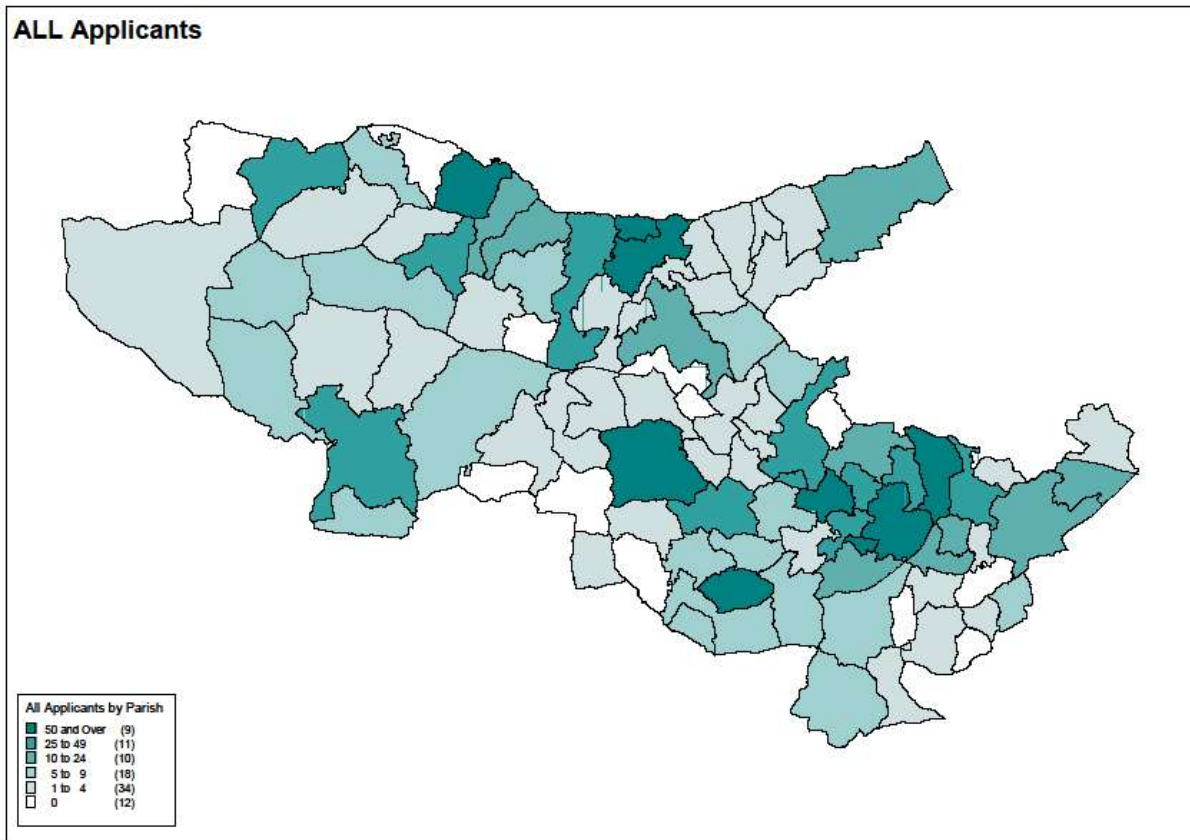 ALL Applicants
All Applicants by Parish
50 and Over (9)
25 to 49 (11)
10 to 24 (10)
5 to 9 (18)
1 to 4 (34)
0 (12)